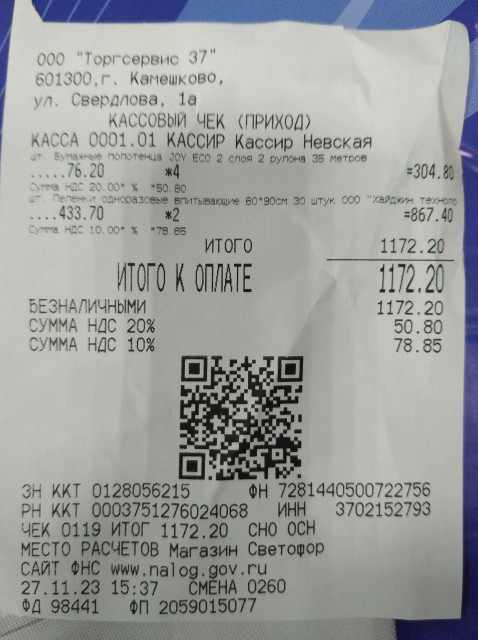 ООО "Торгсервис 37"
601300,г. Камешково,
ул. Свердлова, 1а
КАССОВЫЙ ЧЕК (ПРИХОД)
КАССА 0001.01 КАССИР Кассир Невская
шт. Бумажные полотенца JOY ECO 2 слоя 2 рулона 35 метров
.....76.20 *4 =304.80
Сумма НДС 20.00* % *50.80
шт. Пеленки одноразовые впитывающие 60*90см 30 штук ООО "Хайджин техноло
....433.70 *2 =867.40
Сумма НДС 10.00* % *78.85
ИТОГО 1172.20
ИТОГО К ОПЛАТЕ 1172.20
БЕЗНАЛИЧНЫМИ 1172.20
СУММА НДС 20% 50.80
СУММА НДС 10% 78.85
ЗН ККТ 0128056215 ФН 7281440500722756
РН ККТ 0003751276024068 ИНН 3702152793
ЧЕК 0119 ИТОГ 1172.20 СНО ОСН
МЕСТО РАСЧЕТОВ Магазин Светофор
САЙТ ФНС www.nalog.gov.ru
27.11.23 15:37 СМЕНА 0260
ФД 98441 ФП 2059015077